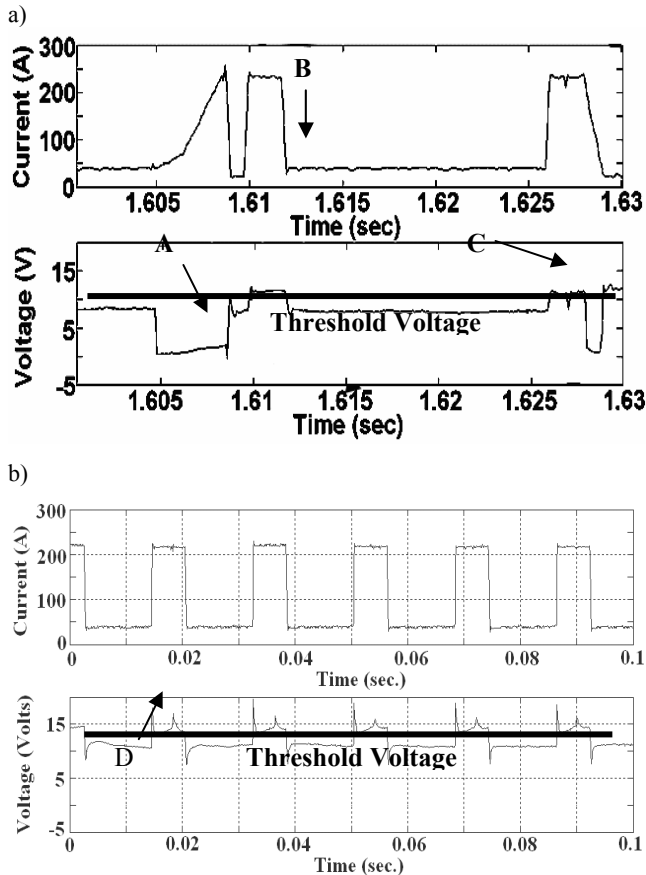 a)
300
200
100
0
Current (A)
B
1.605 1.61 1.615 1.62 1.625 1.63
Time (sec)
A
C
15
5
-5
Voltage (V)
Threshold Voltage
1.605 1.61 1.615 1.62 1.625 1.63
Time (sec)
b)
300
200
100
0
Current (A)
0 0.02 0.04 0.06 0.08 0.1
Time (sec.)
15
5
-5
Voltage (Volts)
D
Threshold Voltage
0 0.02 0.04 0.06 0.08 0.1
Time (sec.)